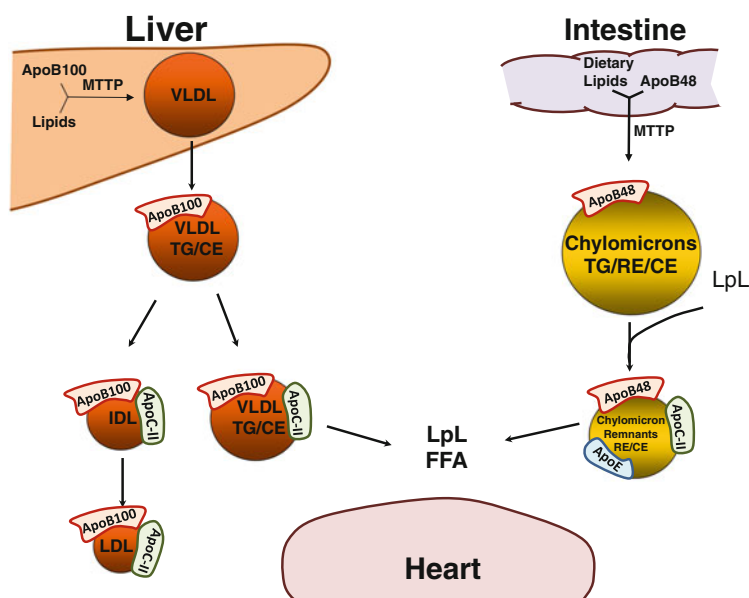 Liver
ApoB100
MTTP
Lipids
VLDL
ApoB100
VLDL
TG/CE
ApoB100
IDL
ApoC-II
ApoB100
VLDL
TG/CE
ApoC-II
ApoB100
LDL
ApoC-II
Intestine
Dietary
Lipids
ApoB48
MTTP
ApoB48
Chylomicrons
TG/RE/CE
LpL
ApoB48
Chylomicron
Remnants
RE/CE
ApoC-II
ApoE
LpL
FFA
Heart